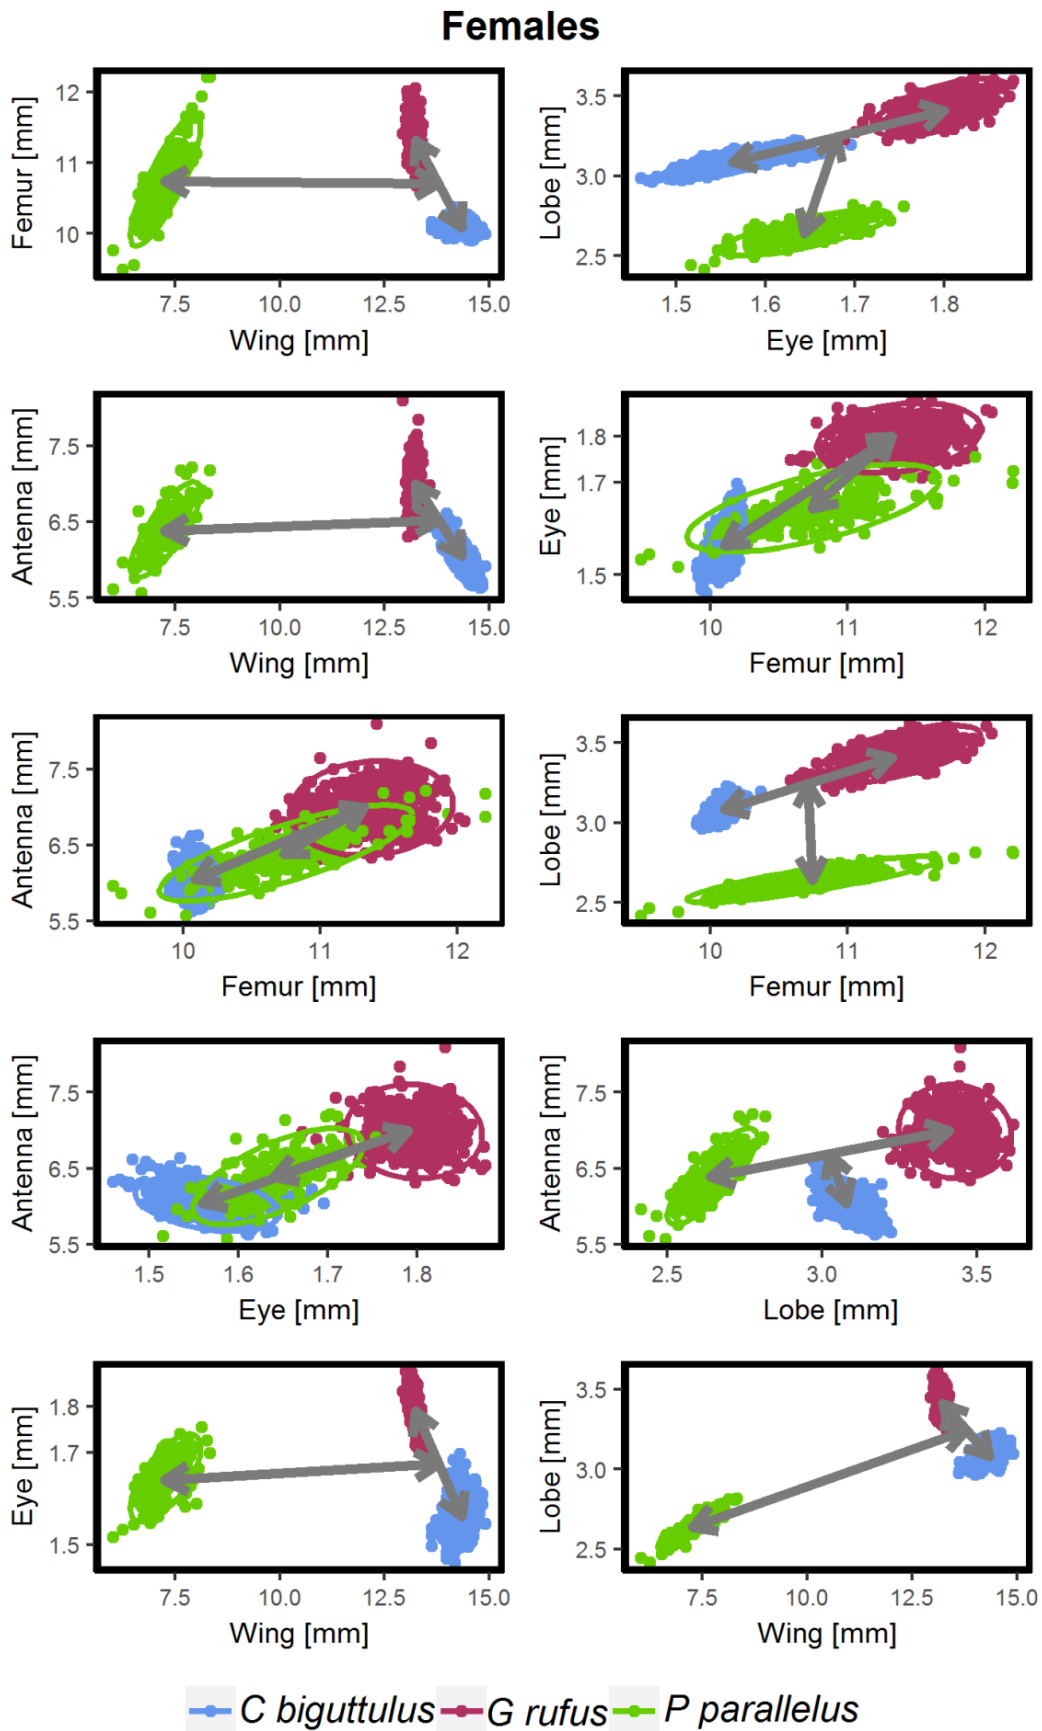 Females
12
11
10
Femur [mm]
7.5 10.0 12.5 15.0
Wing [mm]
3.5
3.0
2.5
Lobe [mm]
1.5 1.6 1.7 1.8
Eye [mm]
7.5
6.5
5.5
Antenna [mm]
7.5 10.0 12.5 15.0
Wing [mm]
1.8
1.7
1.5
Eye [mm]
10 11 12
Femur [mm]
7.5
6.5
5.5
Antenna [mm]
10 11 12
Femur [mm]
3.5
3.0
2.5
Lobe [mm]
10 11 12
Femur [mm]
7.5
6.5
5.5
Antenna [mm]
1.5 1.6 1.7 1.8
Eye [mm]
7.5
6.5
5.5
Antenna [mm]
2.5 3.0 3.5
Lobe [mm]
1.8
1.7
1.5
Eye [mm]
7.5 10.0 12.5 15.0
Wing [mm]
3.5
3.0
2.5
Lobe [mm]
7.5 10.0 12.5 15.0
Wing [mm]
C biguttulus G rufus P parallelus